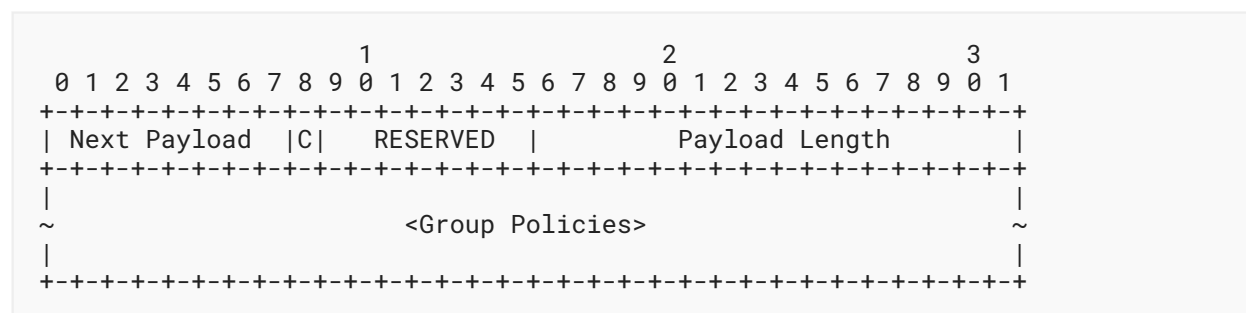 1                   2                   3
 0 1 2 3 4 5 6 7 8 9 0 1 2 3 4 5 6 7 8 9 0 1 2 3 4 5 6 7 8 9 0 1
+-+-+-+-+-+-+-+-+-+-+-+-+-+-+-+-+-+-+-+-+-+-+-+-+-+-+-+-+-+-+-+-+
| Next Payload  |C|   RESERVED  |         Payload Length        |
+-+-+-+-+-+-+-+-+-+-+-+-+-+-+-+-+-+-+-+-+-+-+-+-+-+-+-+-+-+-+-+-+
|                                                               |
~                       <Group Policies>                        ~
|                                                               |
+-+-+-+-+-+-+-+-+-+-+-+-+-+-+-+-+-+-+-+-+-+-+-+-+-+-+-+-+-+-+-+-+